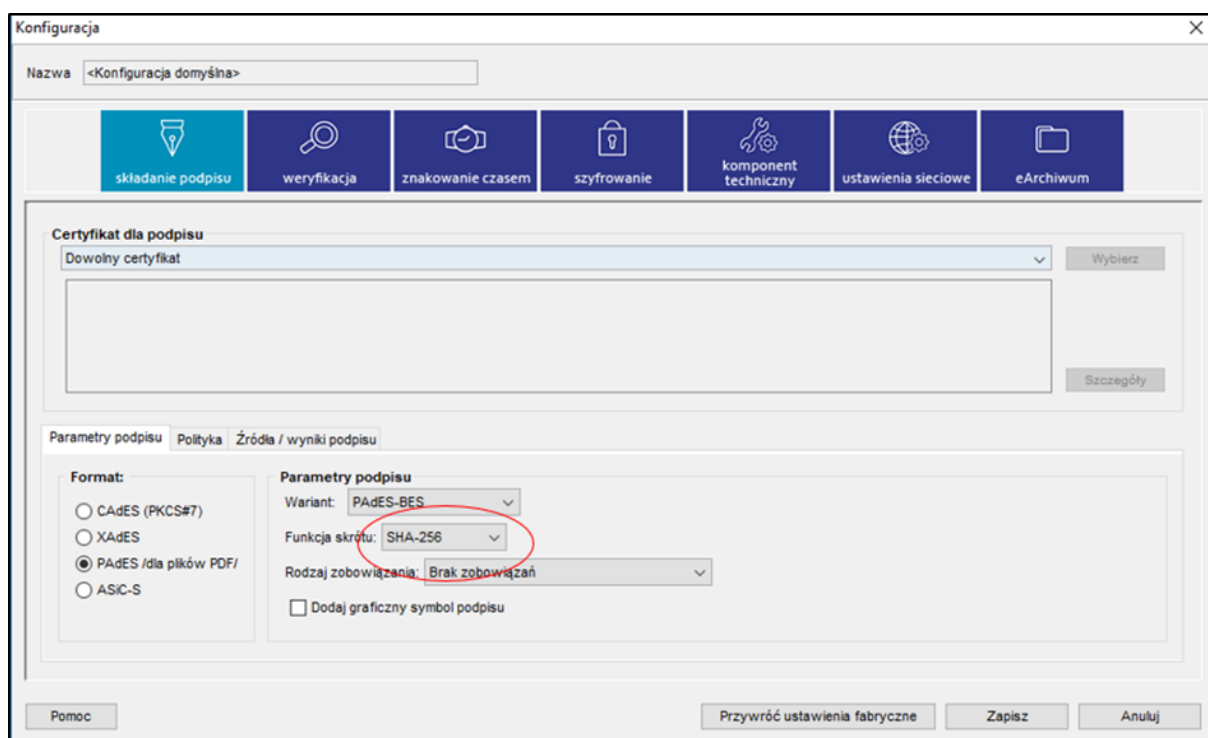 Konfiguracja
Nazwa <Konfiguracja domyślna>
składanie podpisu
weryfikacja
znakowanie czasem
szyfrowanie
komponent
techniczny
ustawienia sieciowe
eArchiwum
Certyfikat dla podpisu
Dowolny certyfikat
Wybierz
Szczegóły
Parametry podpisu Polityka Źródła / wyniki podpisu
Format:
CAdES (PKCS#7)
XAdES
PAdES /dla plików PDF/
ASiC-S
Parametry podpisu
Wariant: PAdES-BES
Funkcja skrótu: SHA-256
Rodzaj zobowiązania: Brak zobowiązań
Dodaj graficzny symbol podpisu
Pomoc
Przywróć ustawienia fabryczne
Zapisz
Anuluj